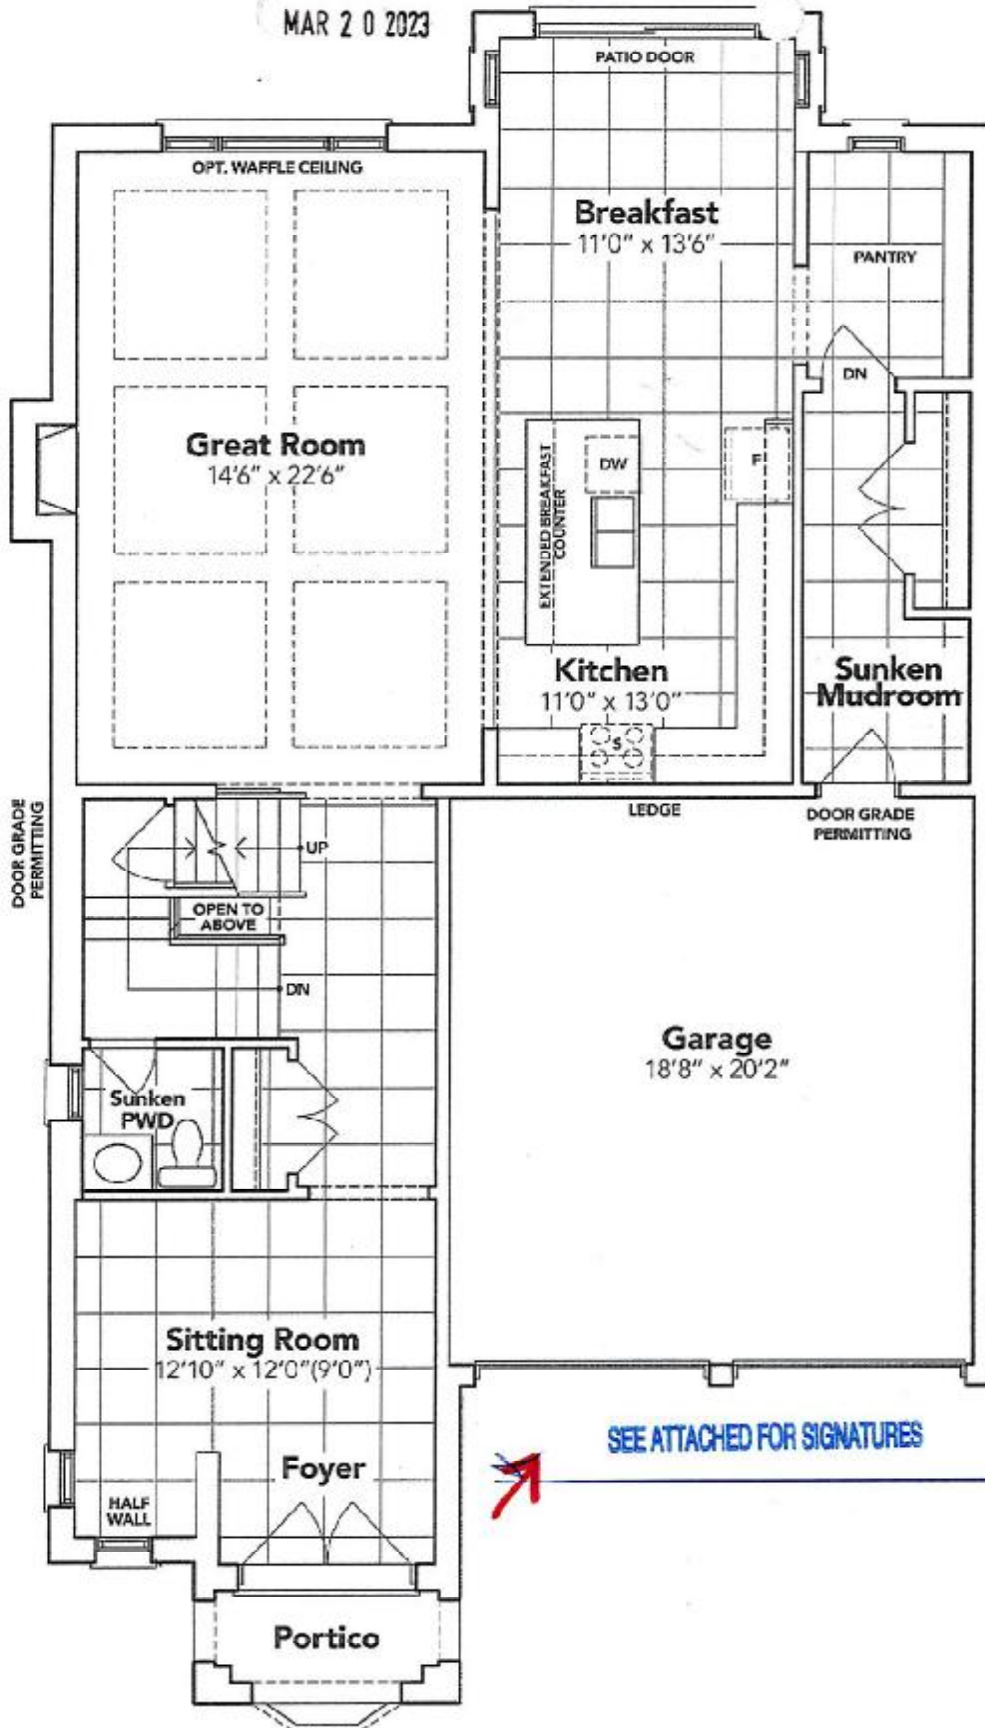 MAR 2 0 2023
PATIO DOOR
OPT. WAFFLE CEILING
Breakfast
11'0" x 13'6"
PANTRY
DN
Great Room
14'6" x 22'6"
DW
F
EXTENDED BREAKFAST
COUNTER
Kitchen
11'0" x 13'0"
S
Sunken
Mudroom
DOOR GRADE
PERMITTING
LEDGE
DOOR GRADE
PERMITTING
UP
OPEN TO
ABOVE
DN
Garage
18'8" x 20'2"
Sunken
PWD
Sitting Room
12'10" x 12'0"(9'0")
SEE ATTACHED FOR SIGNATURES
Foyer
HALF
WALL
Portico